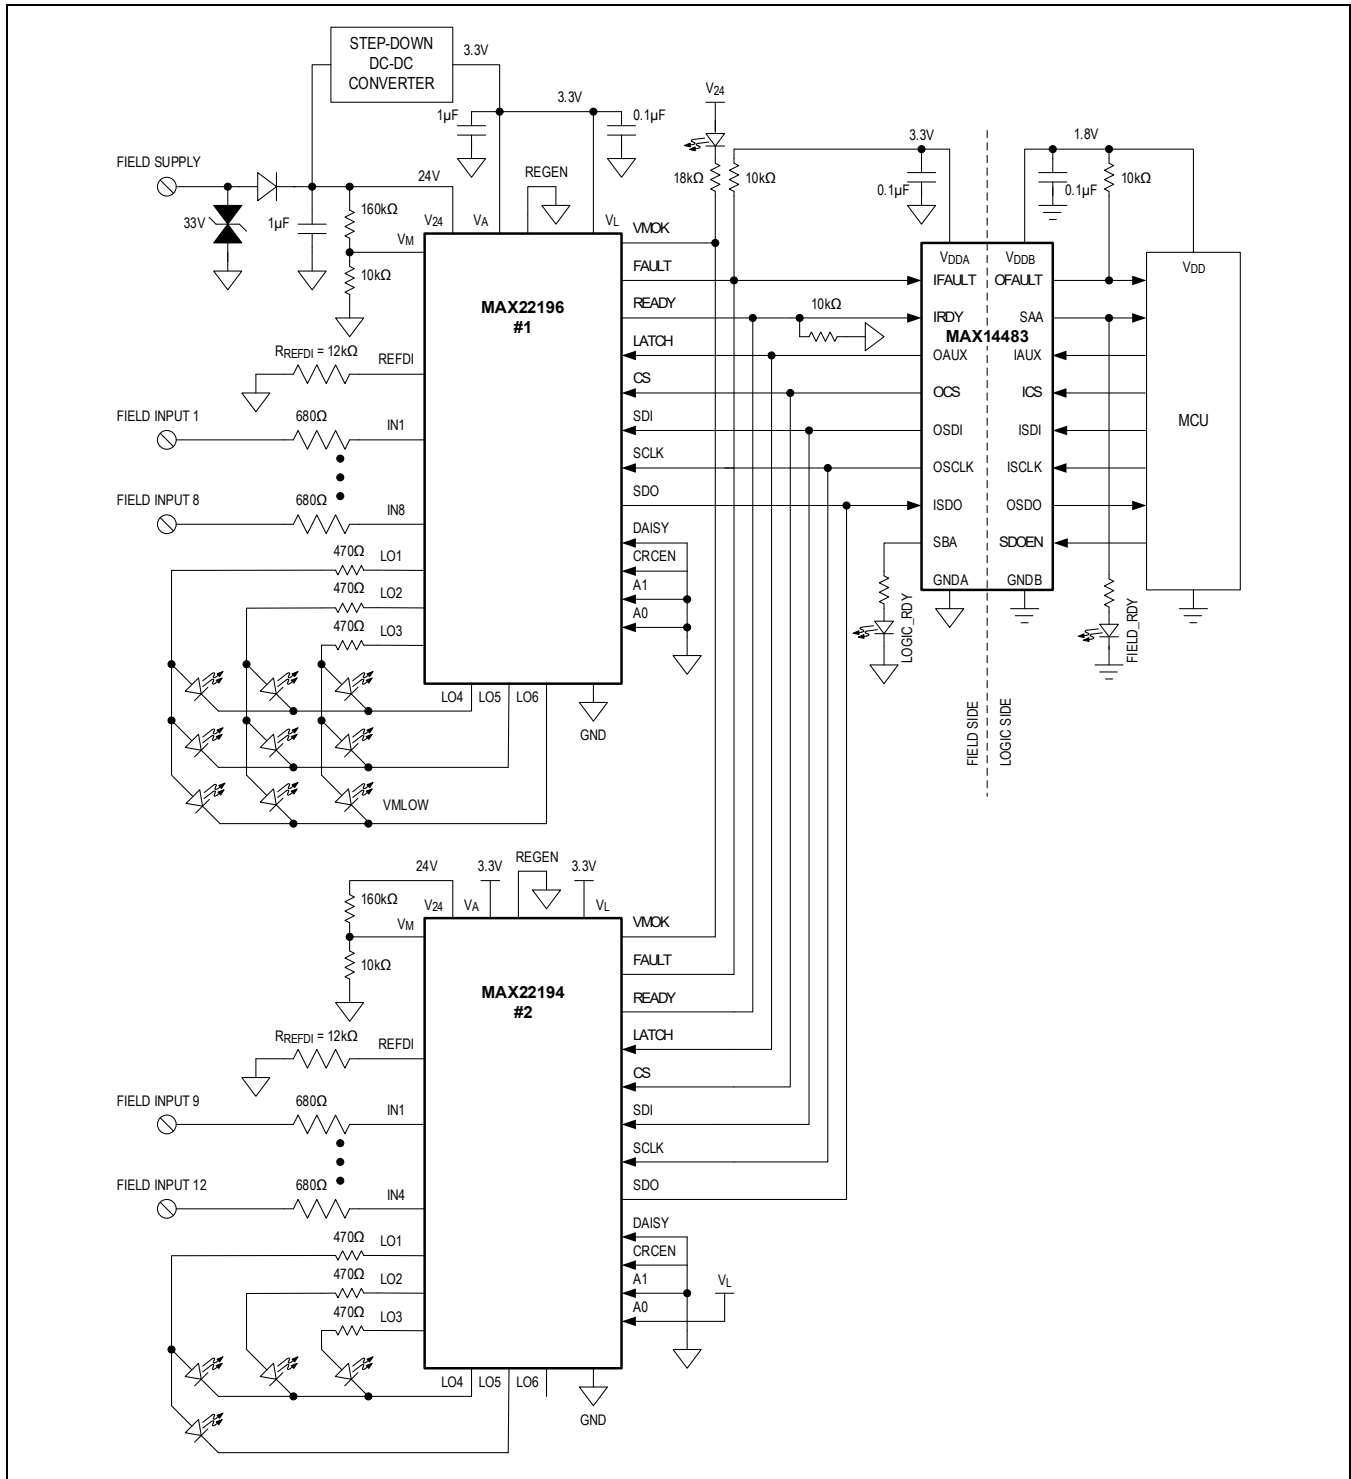 STEP-DOWN
DC-DC
CONVERTER
3.3V
3.3V
1µF
0.1µF
V24
3.3V
1.8V
FIELD SUPPLY
REGEN
18kΩ
10kΩ
0.1µF
0.1µF
10kΩ
24V
160kΩ
33V
1µF
V24
VA
VL
VM
10kΩ
VMOK
FAULT
READY
LATCH
CS
SDI
SCLK
SDO
DAISY
CRCEN
A1
A0
MAX22196
#1
10kΩ
VDDA
VDDB
IFAULT
OFAULT
IRDY
SAA
MAX14483
OAUX
IAUX
OCS
ICS
OSDI
ISDI
OSCLK
ISCLK
ISDO
OSDO
SBA
SDOEN
GNDA
GNDB
VDD
MCU
RREFDI = 12kΩ
REFDI
FIELD INPUT 1
680Ω
IN1
FIELD INPUT 8
680Ω
IN8
470Ω
LO1
470Ω
LO2
470Ω
LO3
LO4
LO5
LO6
GND
VMLOW
LOGIC_RDY
FIELD_RDY
FIELD SIDE
LOGIC SIDE
24V
3.3V
REGEN
3.3V
160kΩ
V24
VA
VL
VM
10kΩ
MAX22194
#2
VMOK
FAULT
READY
LATCH
CS
SDI
SCLK
SDO
DAISY
CRCEN
A1
A0
VL
RREFDI = 12kΩ
REFDI
FIELD INPUT 9
680Ω
IN1
FIELD INPUT 12
680Ω
IN4
470Ω
LO1
470Ω
LO2
470Ω
LO3
LO4
LO5
LO6
GND